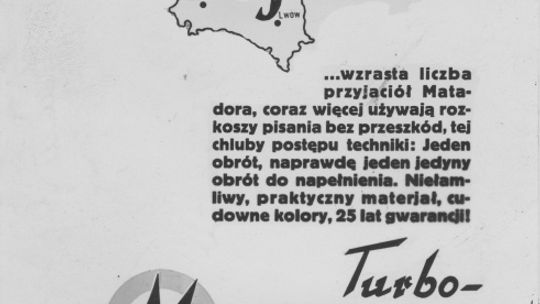 Lwów
...wzrasta liczba
przyjaciół Mata-
dora, coraz więcej używają roz-
koszy pisania bez przeszkód, tej
chluby postępu techniki: Jeden
obrót, naprawdę jeden jedyny
obrót do napełnienia. Niełam-
liwy, praktyczny materjał, cu-
downe kolory, 25 lat gwarancji!
Turbo-